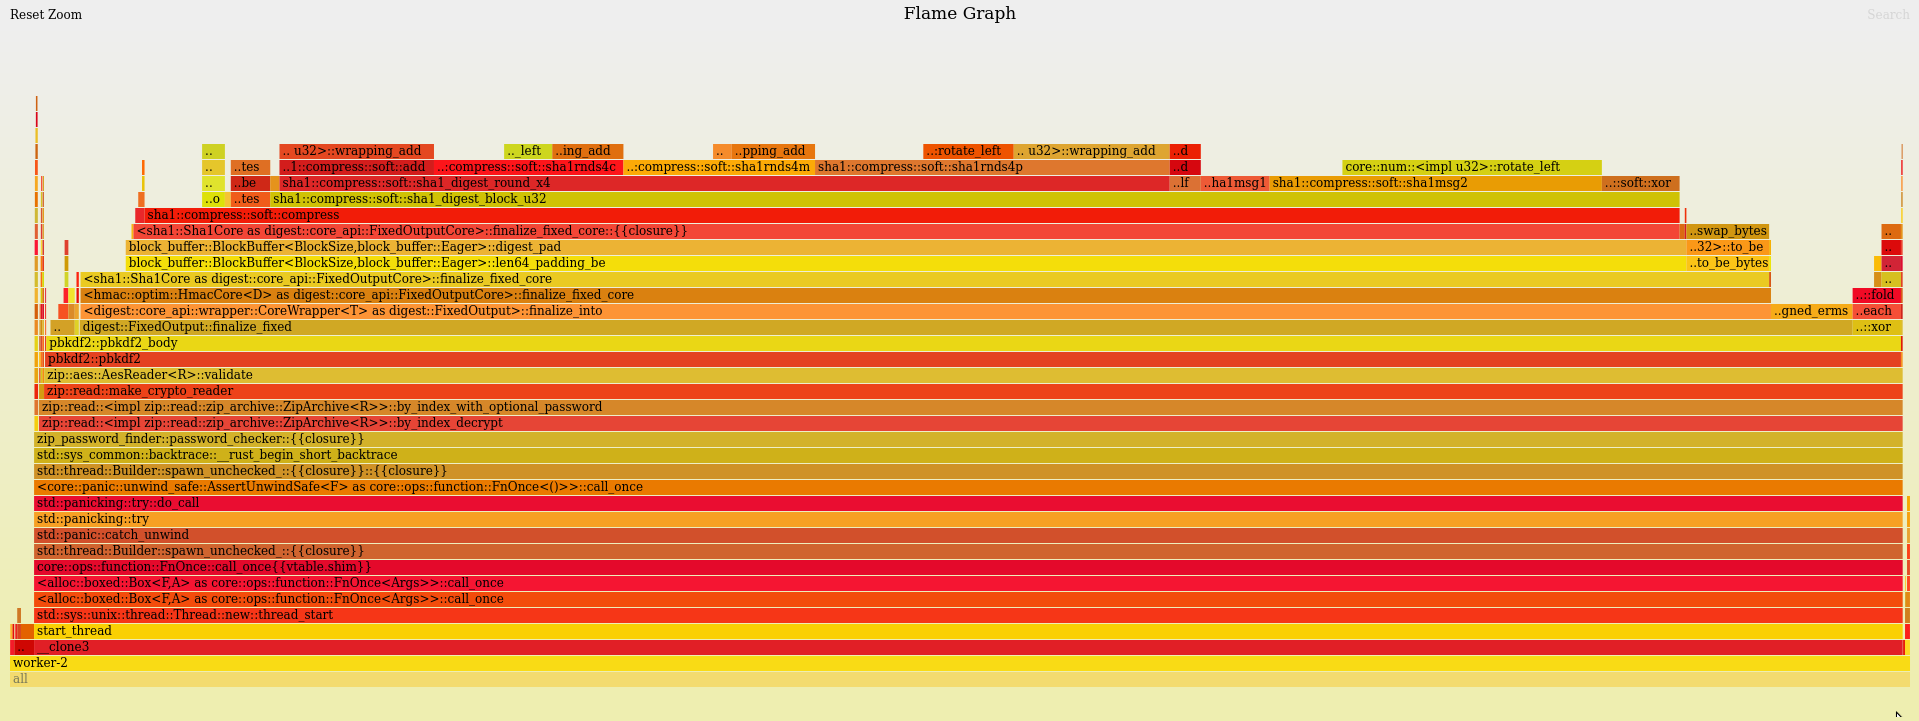 Reset Zoom Flame Graph Search
.. .. u32>::wrapping_add .._left ..ing_add .. ..pping_add ..:rotate_left .. u32>::wrapping_add ..d
.. ..tes ..1::compress::soft::add ..:compress::soft::sha1rnds4c ..:compress::soft::sha1rnds4m sha1::compress::soft::sha1rnds4p ..d core::num::<impl u32>::rotate_left
.. ..be sha1::compress::soft::sha1_digest_round_x4 ..lf ..ha1msg1 sha1::compress::soft::sha1msg2 ..::soft::xor
..o ..tes sha1::compress::soft::sha1_digest_block_u32
sha1::compress::soft::compress
<sha1::Sha1Core as digest::core_api::FixedOutputCore>::finalize_fixed_core::{{closure}} ..swap_bytes ..
block_buffer::BlockBuffer<BlockSize,block_buffer::Eager>::digest_pad ..32>::to_be ..
block_buffer::BlockBuffer<BlockSize,block_buffer::Eager>::len64_padding_be ..to_be_bytes ..
<sha1::Sha1Core as digest::core_api::FixedOutputCore>::finalize_fixed_core ..
<hmac::optim::HmacCore<D> as digest::core_api::FixedOutputCore>::finalize_fixed_core ..::fold
<digest::core_api::wrapper::CoreWrapper<T> as digest::FixedOutput>::finalize_into ..gned_erms ..each
.. digest::FixedOutput::finalize_fixed ..::xor
pbkdf2::pbkdf2_body
pbkdf2::pbkdf2
zip::aes::AesReader<R>::validate
zip::read::make_crypto_reader
zip::read::<impl zip::read::zip_archive::ZipArchive<R>>::by_index_with_optional_password
zip::read::<impl zip::read::zip_archive::ZipArchive<R>>::by_index_decrypt
zip_password_finder::password_checker::{{closure}}
std::sys_common::backtrace::__rust_begin_short_backtrace
std::thread::Builder::spawn_unchecked_::{{closure}}::{{closure}}
<core::panic::unwind_safe::AssertUnwindSafe<F> as core::ops::function::FnOnce<()>>::call_once
std::panicking::try::do_call
std::panicking::try
std::panic::catch_unwind
std::thread::Builder::spawn_unchecked_::{{closure}}
core::ops::function::FnOnce::call_once{{vtable.shim}}
<alloc::boxed::Box<F,A> as core::ops::function::FnOnce<Args>>::call_once
<alloc::boxed::Box<F,A> as core::ops::function::FnOnce<Args>>::call_once
std::sys::unix::thread::Thread::new::thread_start
start_thread
.. __clone3
worker-2
all